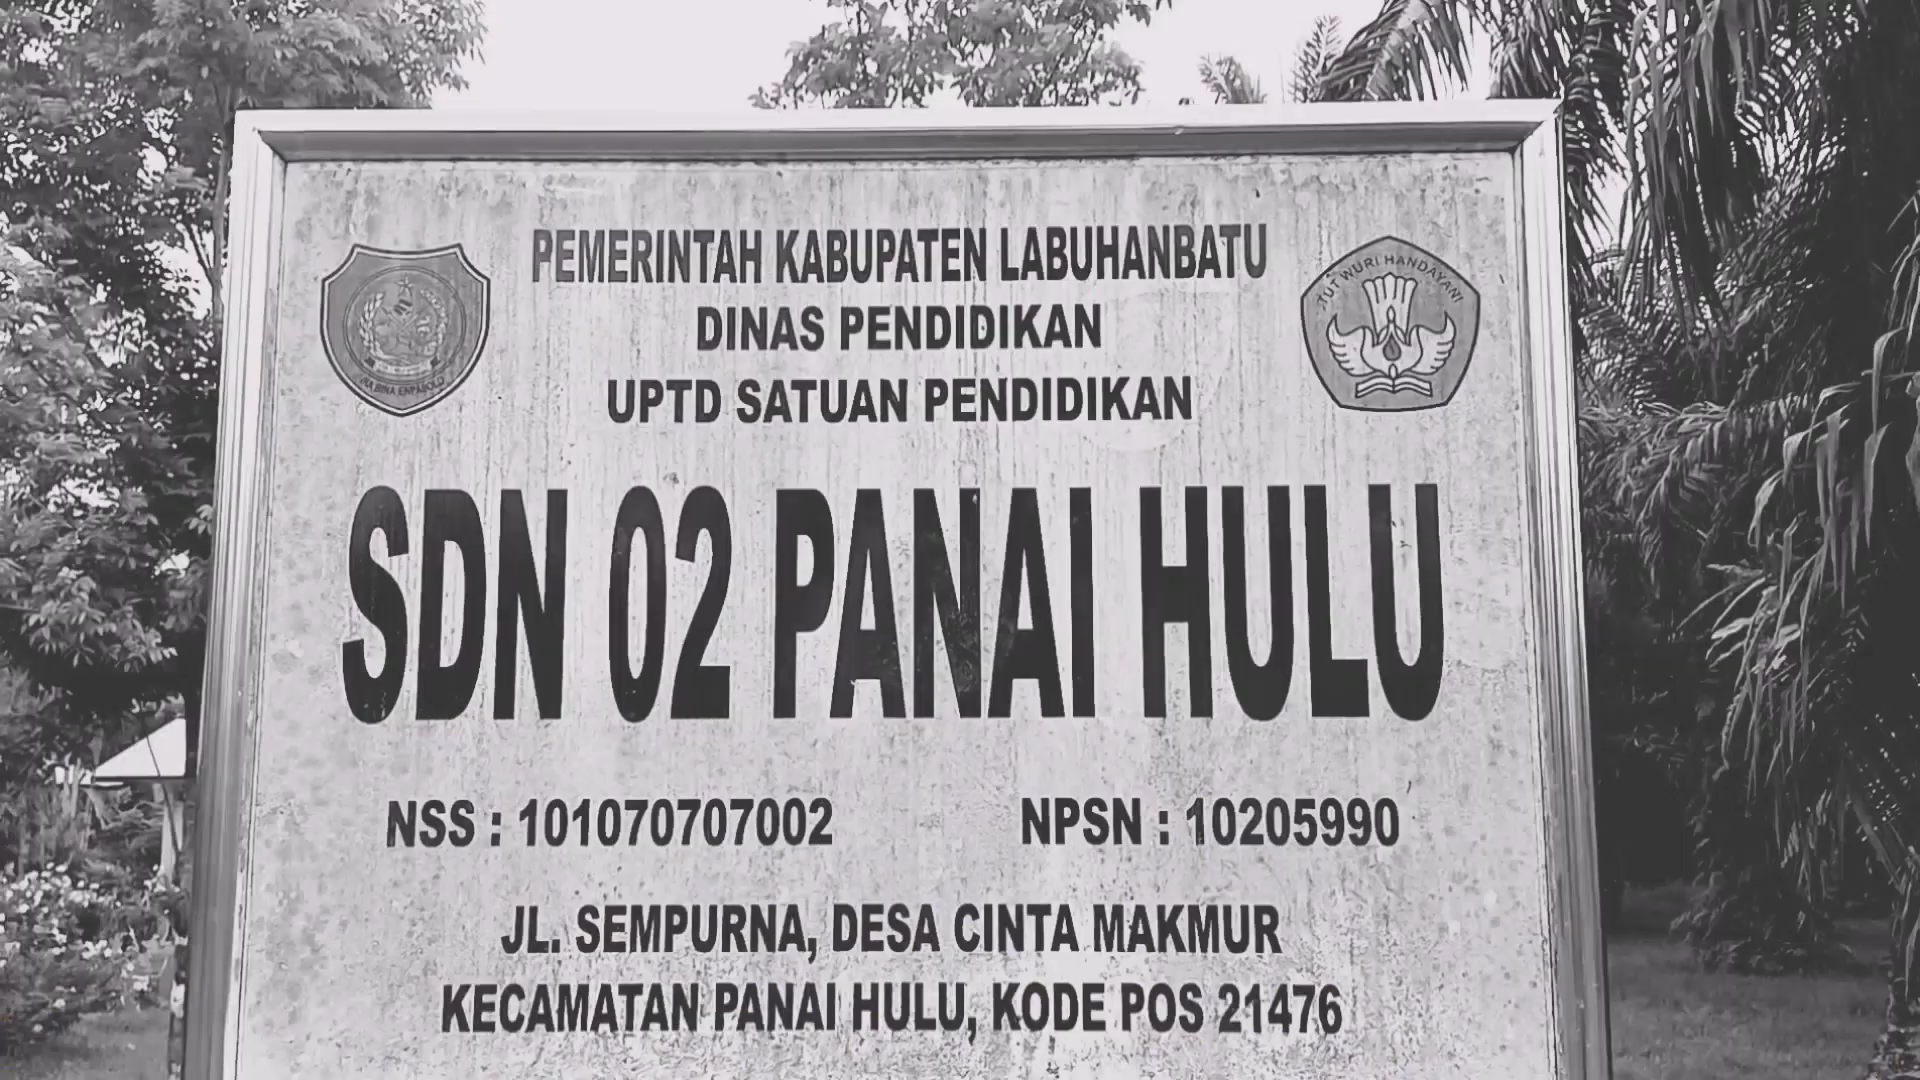 PEMERINTAH KABUPATEN LABUHANBATU
DINAS PENDIDIKAN
UPTD SATUAN PENDIDIKAN
TUT WURI HANDAYANI
SDN 02 PANAI HULU
NSS : 101070707002 NPSN : 10205990
JL. SEMPURNA, DESA CINTA MAKMUR
KECAMATAN PANAI HULU, KODE POS 21476